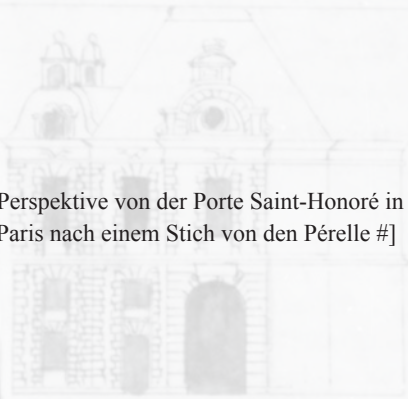 Perspektive von der Porte Saint-Honoré in
Paris nach einem Stich von den Pérelle #]